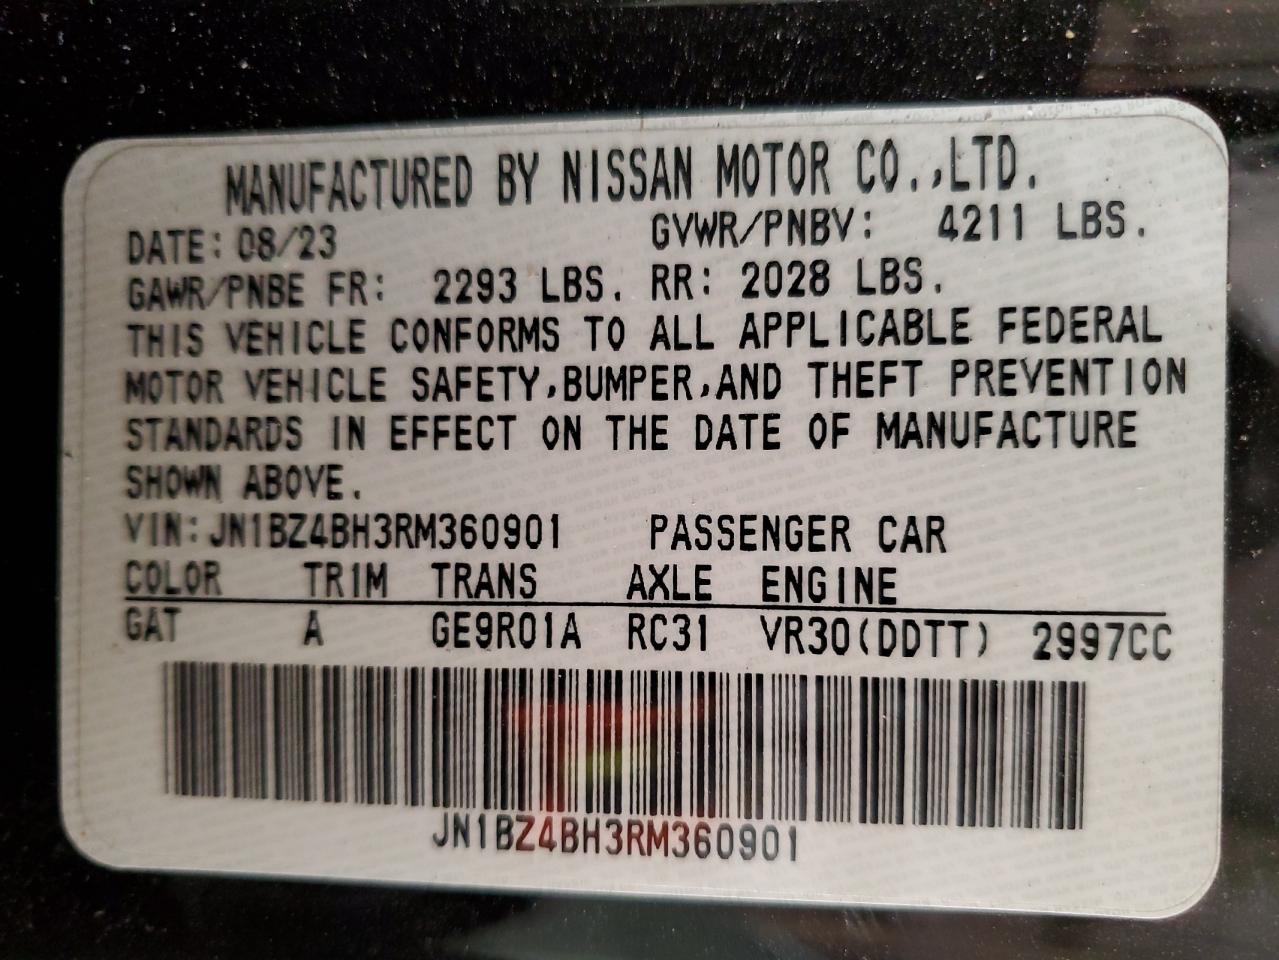 MANUFACTURED BY NISSAN MOTOR CO.,LTD.
DATE: 08/23 GVWR/PNBV: 4211 LBS.
GAWR/PNBE FR: 2293 LBS. RR: 2028 LBS.
THIS VEHICLE CONFORMS TO ALL APPLICABLE FEDERAL
MOTOR VEHICLE SAFETY,BUMPER,AND THEFT PREVENTION
STANDARDS IN EFFECT ON THE DATE OF MANUFACTURE
SHOWN ABOVE.
VIN:JN1BZ4BH3RM360901 PASSENGER CAR
COLOR TRIM TRANS AXLE ENGINE
GAT A GE9R01A RC31 VR30(DDTT) 2997CC
JN1BZ4BH3RM360901